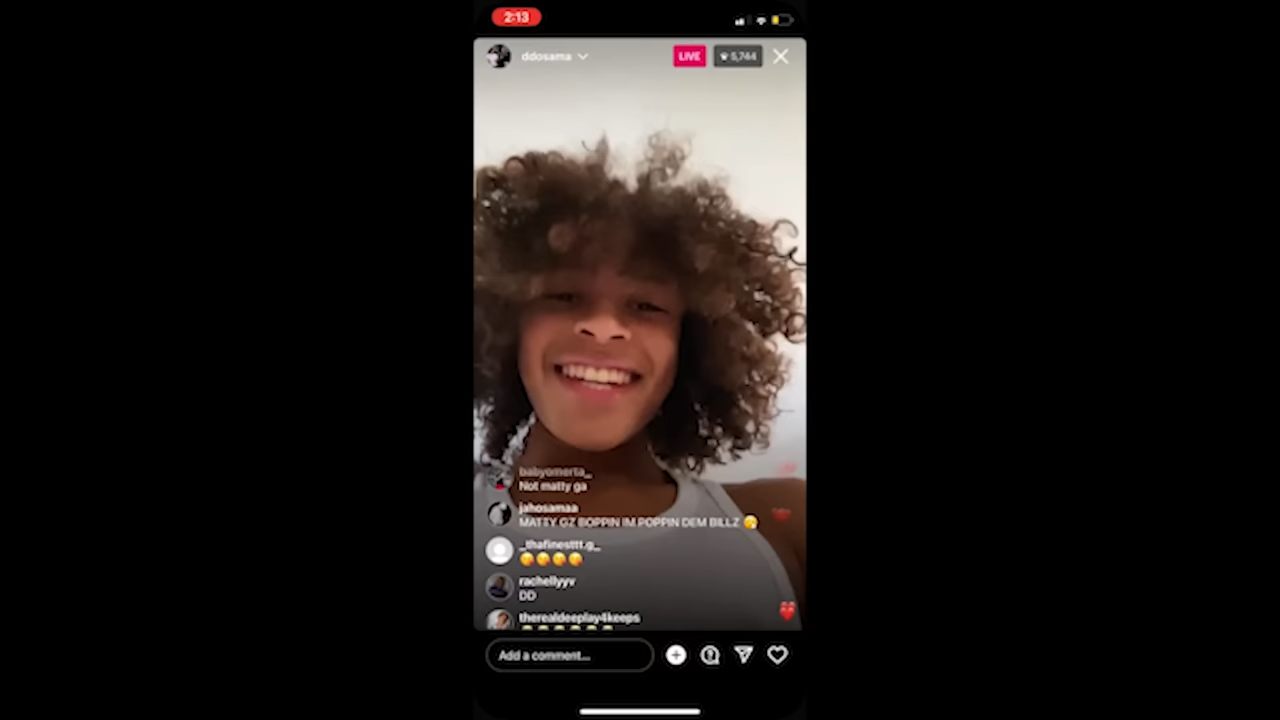 2:13
ddosama
LIVE 5,744
babyomerta_
Not matty ga
jahosamaa
MATTY GZ BOPPIN IM POPPIN DEM BILLZ
_thafinesttt.g_
rachellyyv
DD
therealdeeplay4keeps
Add a comment...